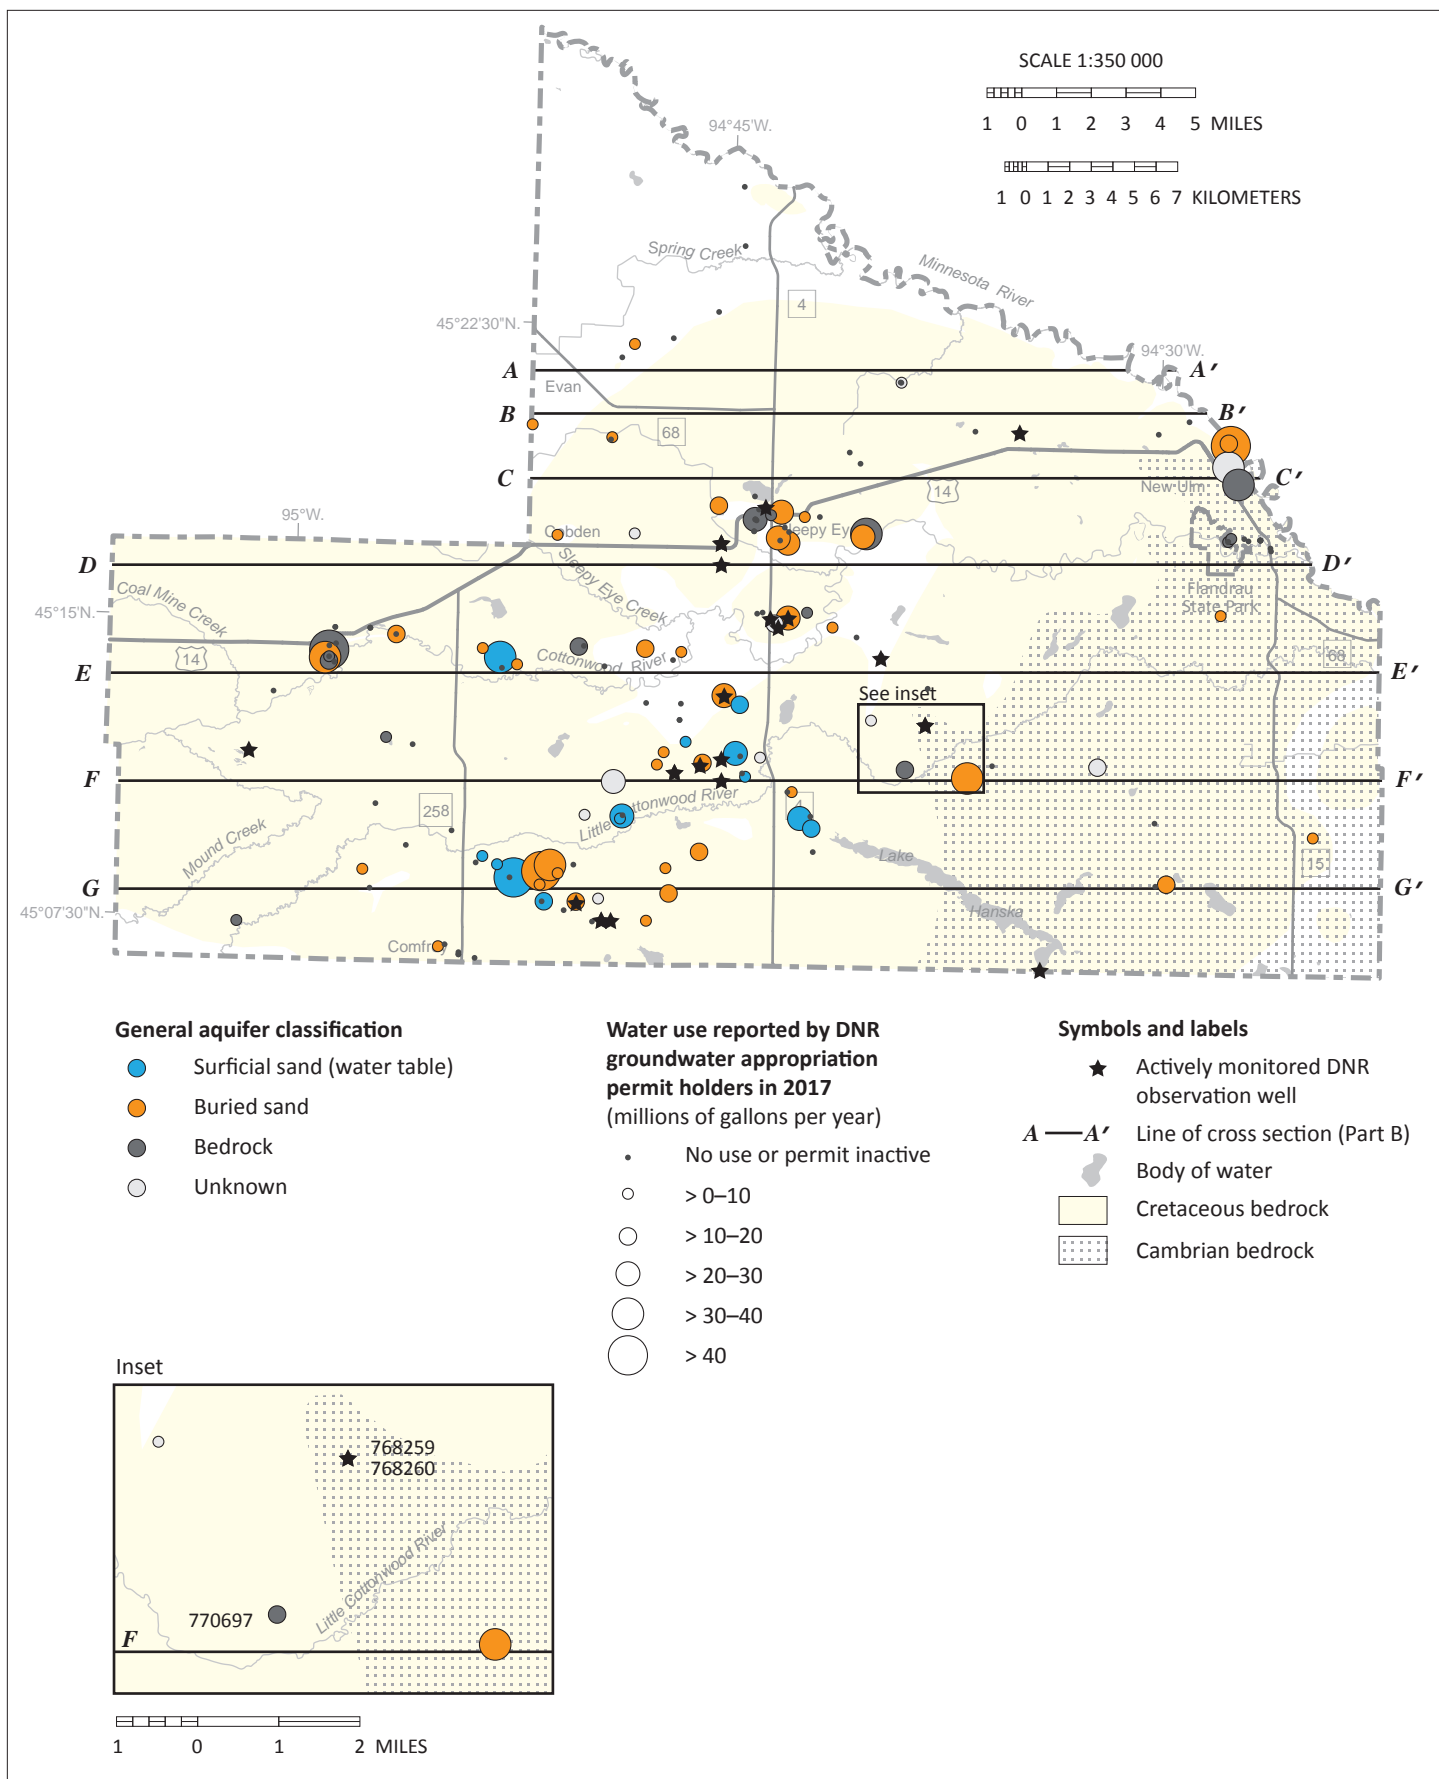 SCALE 1:350 000
1 0 1 2 3 4 5 MILES
1 0 1 2 3 4 5 6 7 KILOMETERS
94°45'W.
Spring Creek
Minnesota River
4
45°22'30"N.
94°30'W.
A A′
Evan
B B′
68
C C′
14
New Ulm
95°W.
Cobden
Sleepy Eye
D D′
Coal Mine Creek
Sleepy Eye Creek
Flandrau
State Park
45°15'N.
14
Cottonwood River
68
E E′
See inset
F F′
258
Little Cottonwood River
4
Mound Creek
Lake
15
G G′
45°07'30"N.
Hanska
Comfrey
General aquifer classification
Surficial sand (water table)
Buried sand
Bedrock
Unknown
Water use reported by DNR
groundwater appropriation
permit holders in 2017
(millions of gallons per year)
No use or permit inactive
> 0–10
> 10–20
> 20–30
> 30–40
> 40
Symbols and labels
Actively monitored DNR
observation well
A A′ Line of cross section (Part B)
Body of water
Cretaceous bedrock
Cambrian bedrock
Inset
768259
768260
Little Cottonwood River
770697
F
1 0 1 2 MILES